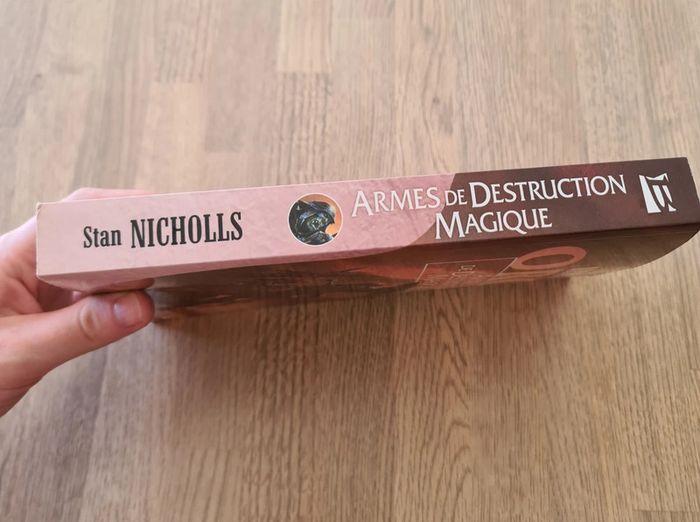 Stan NICHOLLS
ARMES DE DESTRUCTION
MAGIQUE